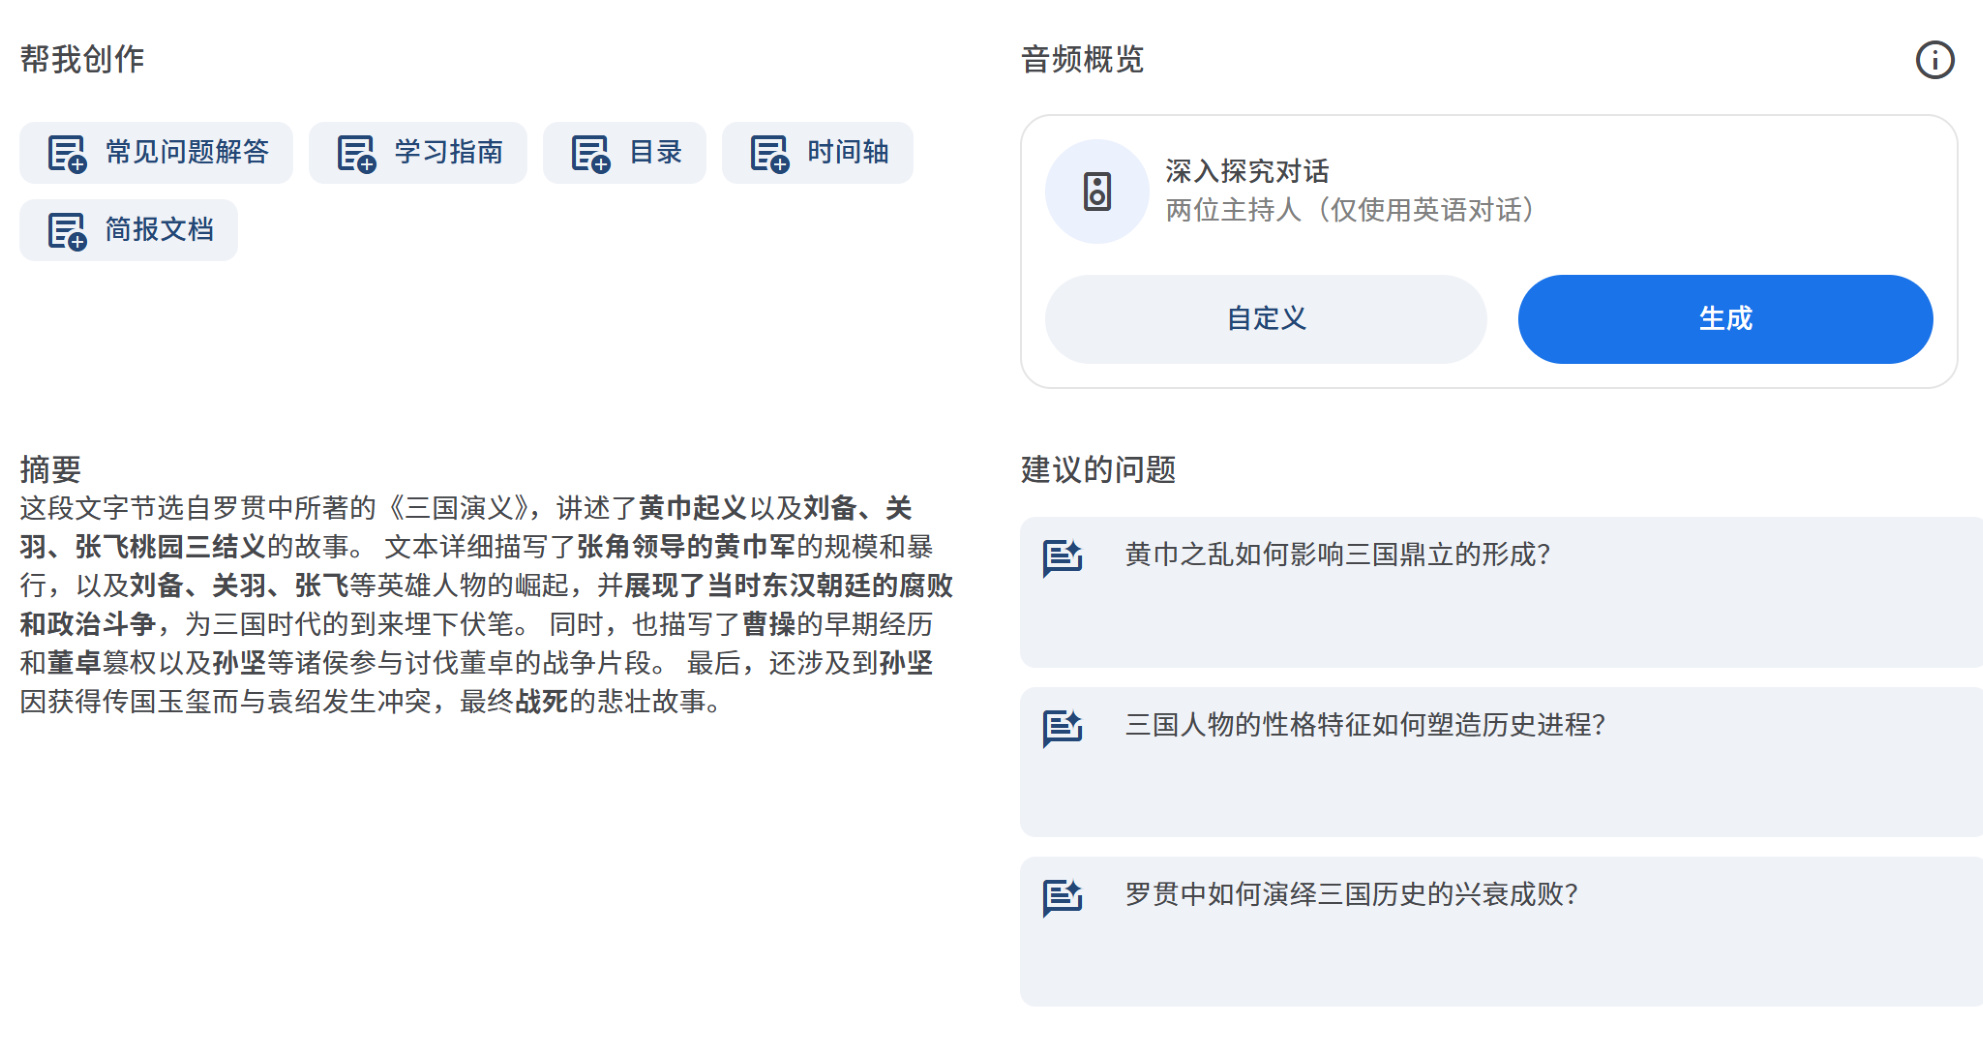 帮我创作
常见问题解答
学习指南
目录
时间轴
简报文档
音频概览
深入探究对话
两位主持人（仅使用英语对话）
自定义
生成
摘要
这段文字节选自罗贯中所著的《三国演义》，讲述了黄巾起义以及刘备、关
羽、张飞桃园三结义的故事。 文本详细描写了张角领导的黄巾军的规模和暴
行，以及刘备、关羽、张飞等英雄人物的崛起，并展现了当时东汉朝廷的腐败
和政治斗争，为三国时代的到来埋下伏笔。 同时，也描写了曹操的早期经历
和董卓篡权以及孙坚等诸侯参与讨伐董卓的战争片段。 最后，还涉及到孙坚
因获得传国玉玺而与袁绍发生冲突，最终战死的悲壮故事。
建议的问题
黄巾之乱如何影响三国鼎立的形成？
三国人物的性格特征如何塑造历史进程？
罗贯中如何演绎三国历史的兴衰成败？